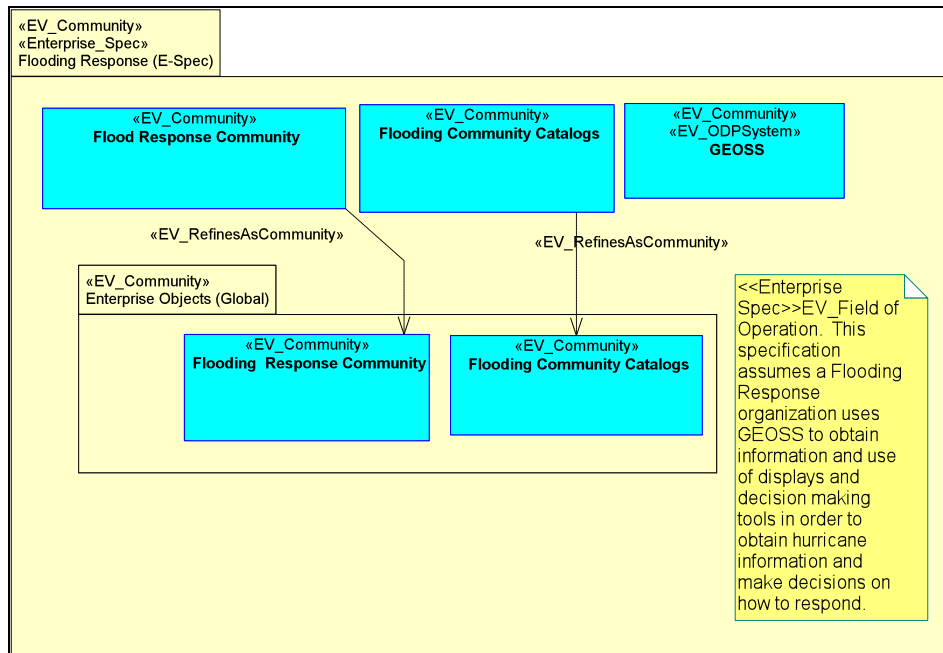 «EV_Community»
«Enterprise_Spec»
Flooding Response (E-Spec)
«EV_Community»
Flood Response Community
«EV_Community»
Flooding Community Catalogs
«EV_Community»
«EV_ODPSystem»
GEOSS
«EV_RefinesAsCommunity»
«EV_RefinesAsCommunity»
«EV_Community»
Enterprise Objects (Global)
«EV_Community»
Flooding  Response Community
«EV_Community»
Flooding Community Catalogs
<<Enterprise
Spec>>EV_Field of
Operation.  This
specification
assumes a Flooding
Response
organization uses
GEOSS to obtain
information and use
of displays and
decision making
tools in order to
obtain hurricane
information and
make decisions on
how to respond.